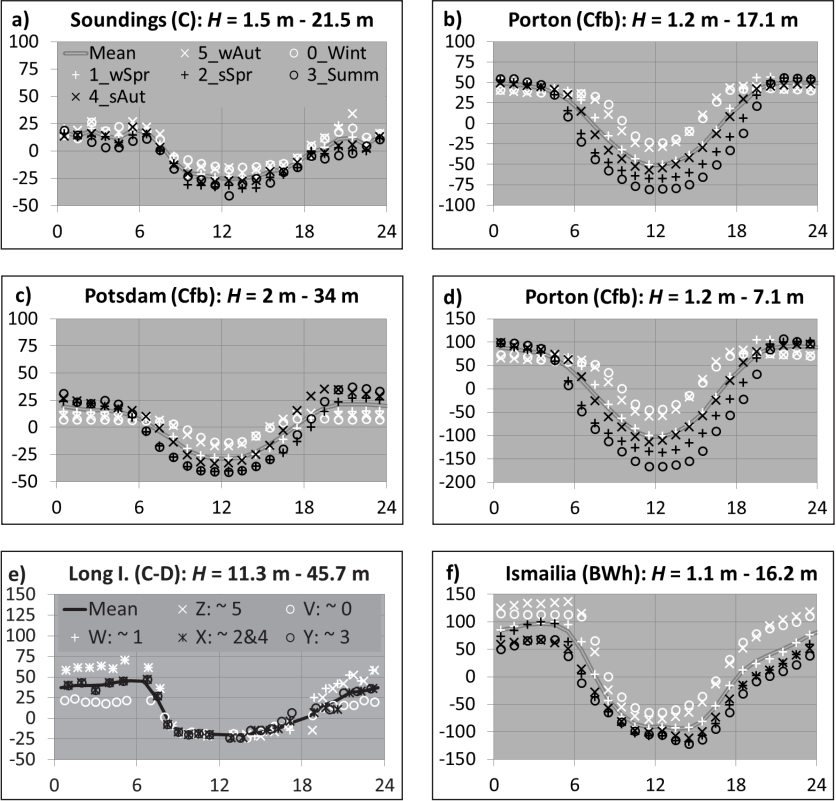 a) Soundings (C): H = 1.5 m - 21.5 m
100
75
50
25
0
-25
-50
Mean 5_wAut 0_Wint
1_wSpr 2_sSpr 3_Summ
4_sAut
0 6 12 18 24
b) Porton (Cfb): H = 1.2 m - 17.1 m
100
75
50
25
0
-25
-50
-75
-100
0 6 12 18 24
c) Potsdam (Cfb): H = 2 m - 34 m
100
75
50
25
0
-25
-50
0 6 12 18 24
d) Porton (Cfb): H = 1.2 m - 7.1 m
150
100
50
0
-50
-100
-150
-200
0 6 12 18 24
e) Long I. (C-D): H = 11.3 m - 45.7 m
150
125
100
75
50
25
0
-25
-50
Mean Z: ~ 5 V: ~ 0
W: ~ 1 X: ~ 2&4 Y: ~ 3
0 6 12 18 24
f) Ismailia (BWh): H = 1.1 m - 16.2 m
150
100
50
0
-50
-100
-150
0 6 12 18 24